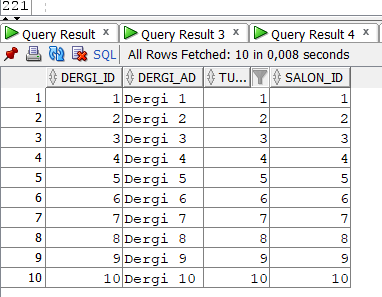 221
Query Result x Query Result 3 x Query Result 4 x
SQL All Rows Fetched: 10 in 0,008 seconds
DERGI_ID DERGI_AD TU... SALON_ID
1 1 Dergi 1 1 1
2 2 Dergi 2 2 2
3 3 Dergi 3 3 3
4 4 Dergi 4 4 4
5 5 Dergi 5 5 5
6 6 Dergi 6 6 6
7 7 Dergi 7 7 7
8 8 Dergi 8 8 8
9 9 Dergi 9 9 9
10 10 Dergi 10 10 10